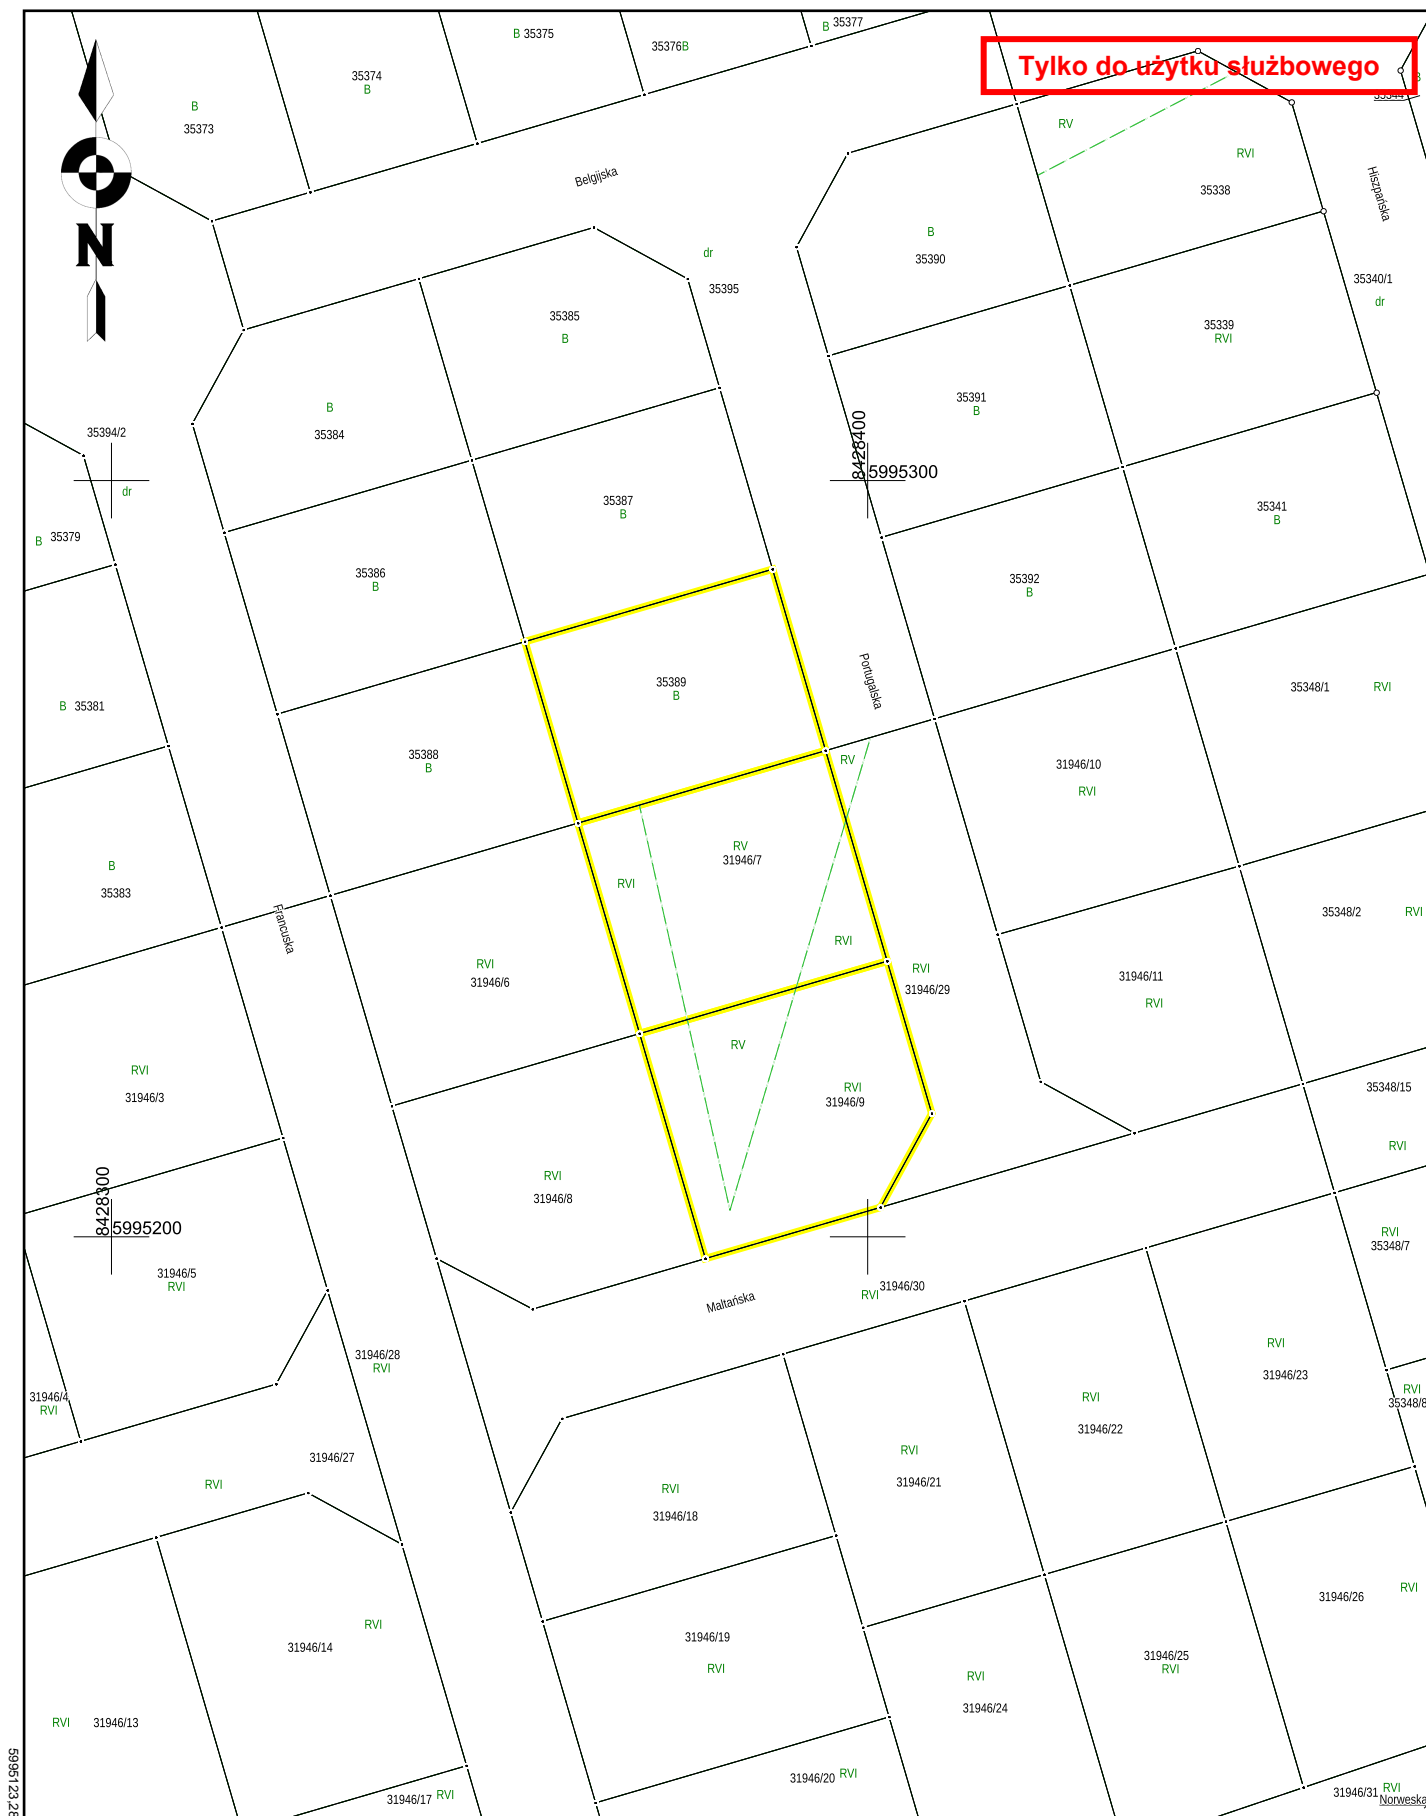 B 35375
35376 B
B 35377
Tylko do użytku służbowego
35374
B
B
35373
B
35344
RV
RVI
35338
Hiszpańska
Belgijska
N
dr
35395
B
35390
35340/1
dr
35385
B
35339
RVI
B
35384
35391
B
35394/2
dr
8428400
5995300
35387
B
35341
B
B 35379
35386
B
35392
B
35389
B
Portugalska
35348/1 RVI
B 35381
35388
B
RV
31946/10
RVI
RV
31946/7
RVI
B
35383
Francuska
35348/2 RVI
RVI
RVI
31946/6
RVI
31946/29
31946/11
RVI
RV
RVI
31946/9
RVI
31946/3
35348/15
RVI
8428300
5995200
RVI
31946/8
RVI
35348/7
31946/5
RVI
31946/30
RVI
Maltańska
31946/28
RVI
RVI
31946/23
31946/4
RVI
RVI
31946/22
RVI
35348/8
31946/27
RVI
RVI
31946/21
RVI
31946/18
RVI
31946/26
RVI
31946/14
31946/19
RVI
31946/25
RVI
RVI
31946/24
RVI 31946/13
31946/20 RVI
31946/17 RVI
31946/31 RVI
Norweska
5995123,28